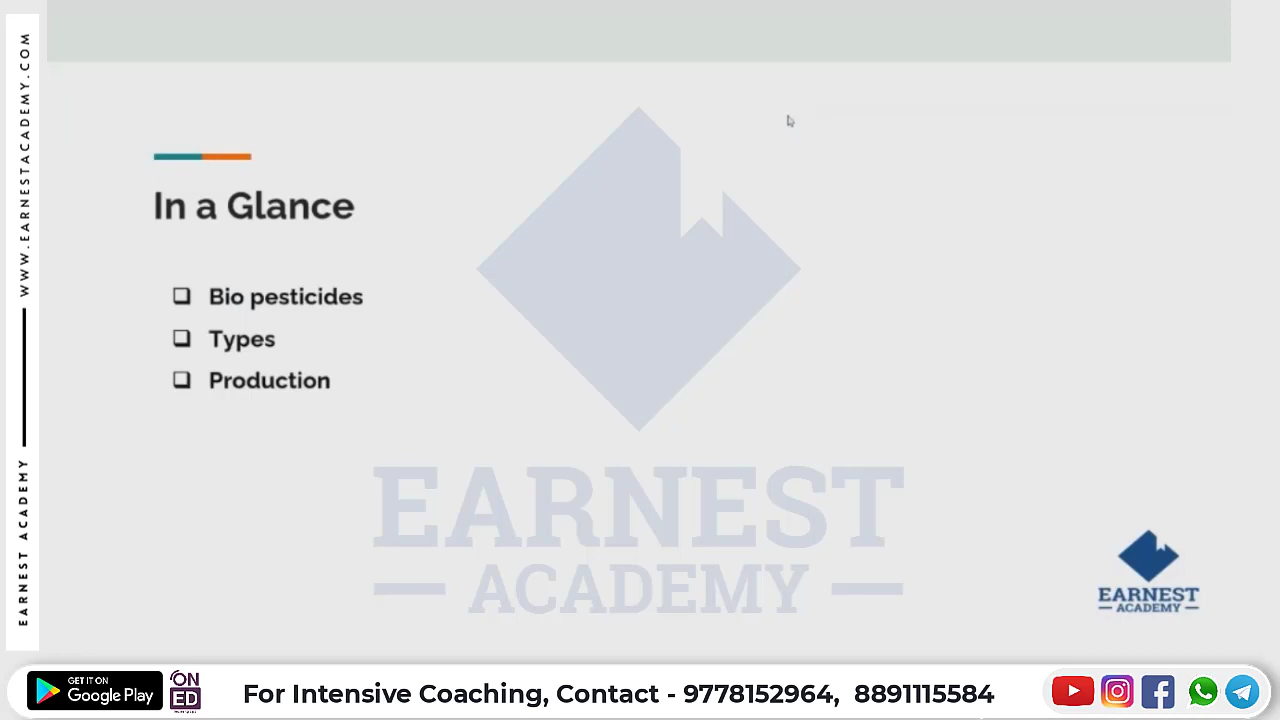 WWW.EARNESTACADEMY.COM
EARNEST ACADEMY
In a Glance
Bio pesticides
Types
Production
EARNEST
ACADEMY
EARNEST
ACADEMY
GET IT ON
Google Play
ON
ED
For Intensive Coaching, Contact - 9778152964, 8891115584